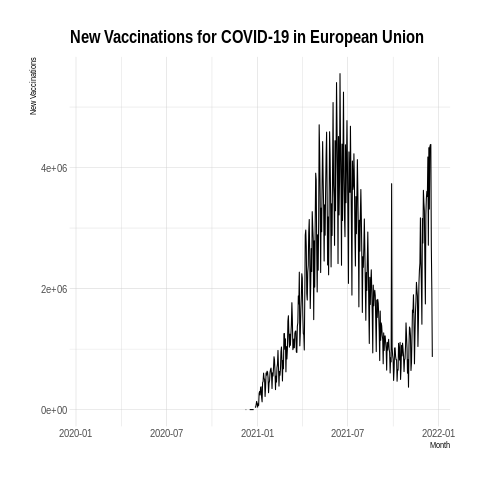 New Vaccinations for COVID-19 in European Union
New Vaccinations
4e+06
2e+06
0e+00
2020-01 2020-07 2021-01 2021-07 2022-01
Month